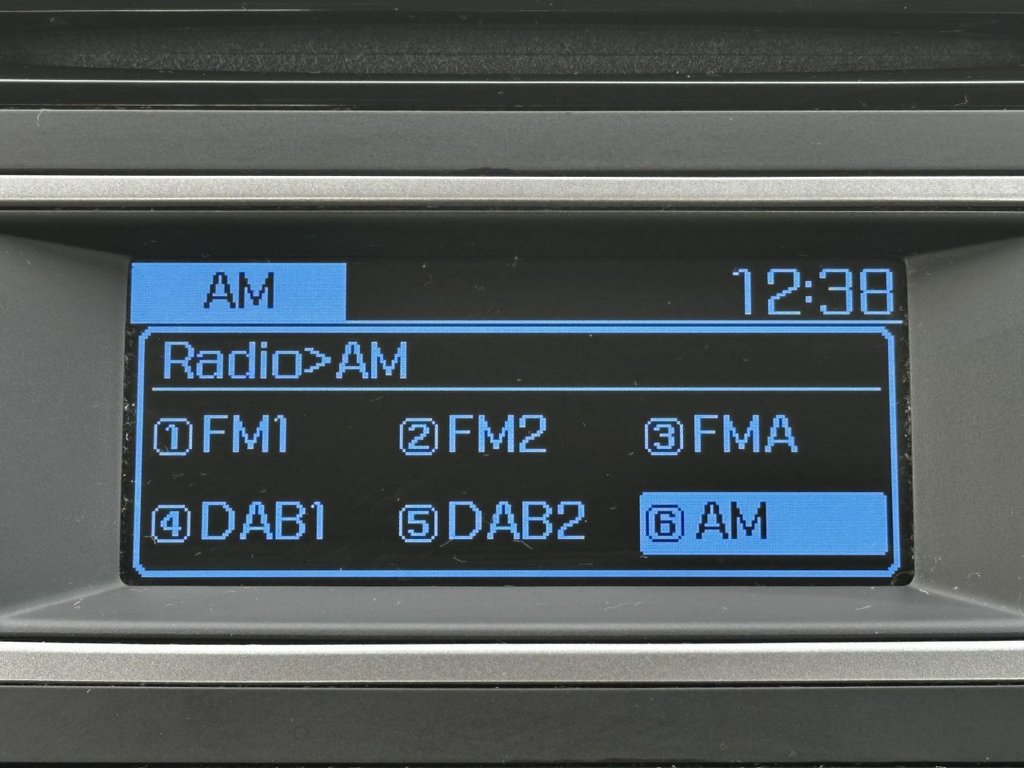 AM 12:38
Radio>AM
①FM1 ②FM2 ③FMA
④DAB1 ⑤DAB2 ⑥AM